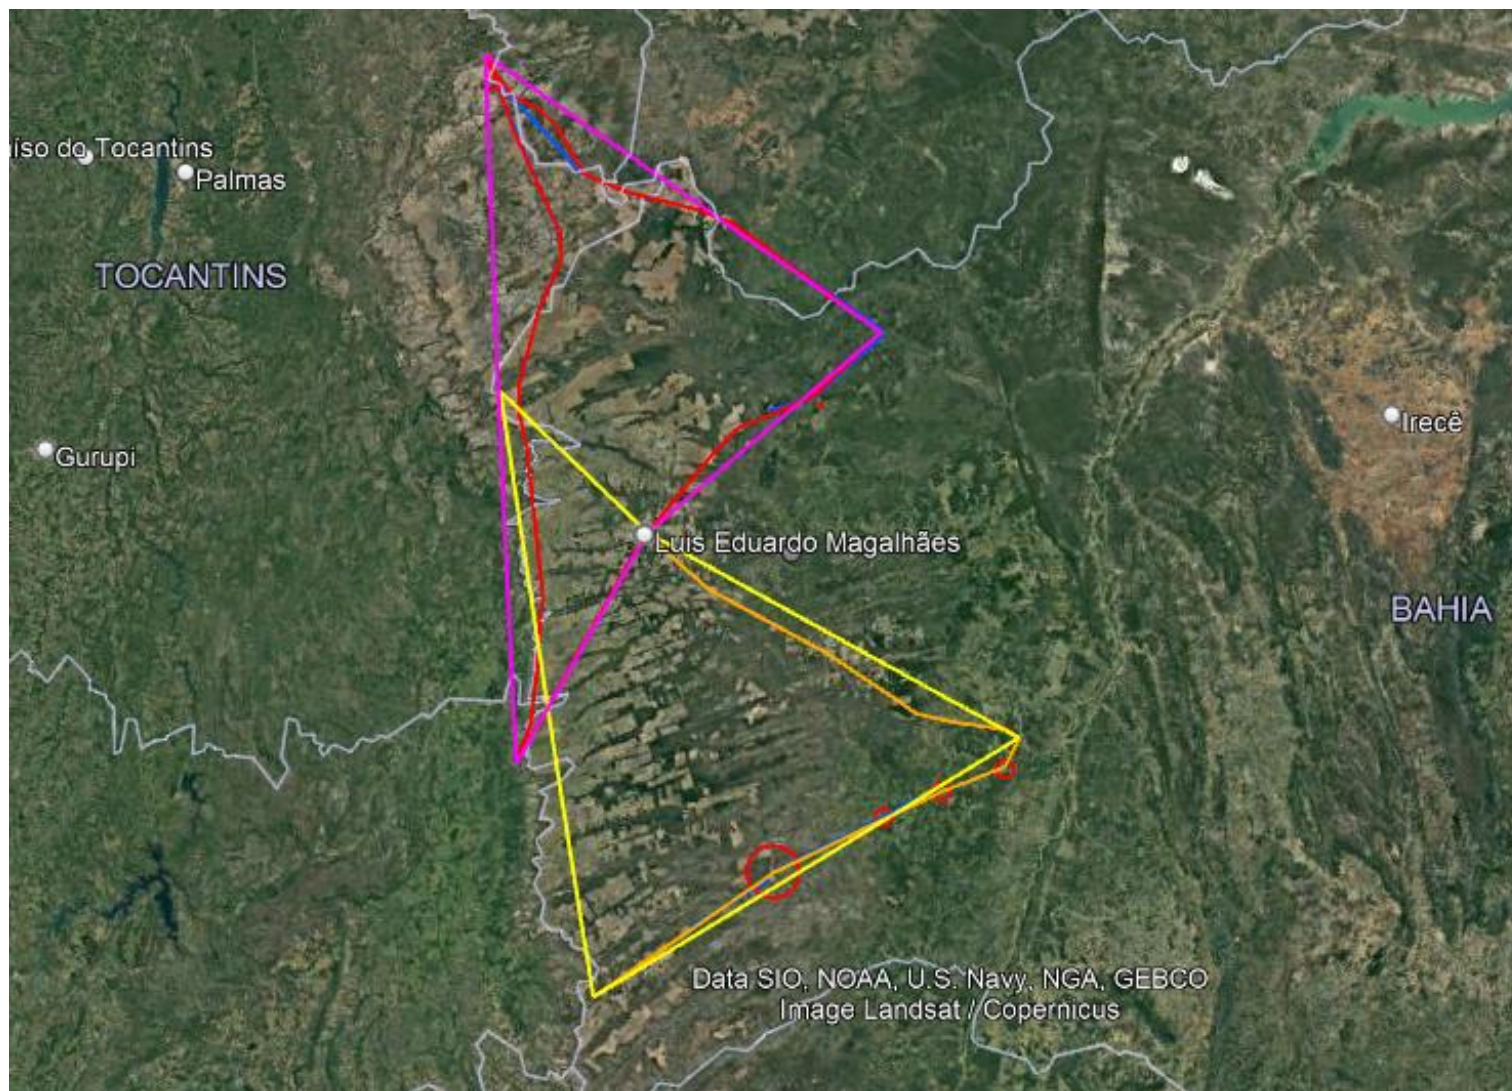 íso do Tocantins
Palmas
TOCANTINS
Irecê
Gurupi
Luis Eduardo Magalhães
BAHIA
Data SIO, NOAA, U.S. Navy, NGA, GEBCO
Image Landsat / Copernicus